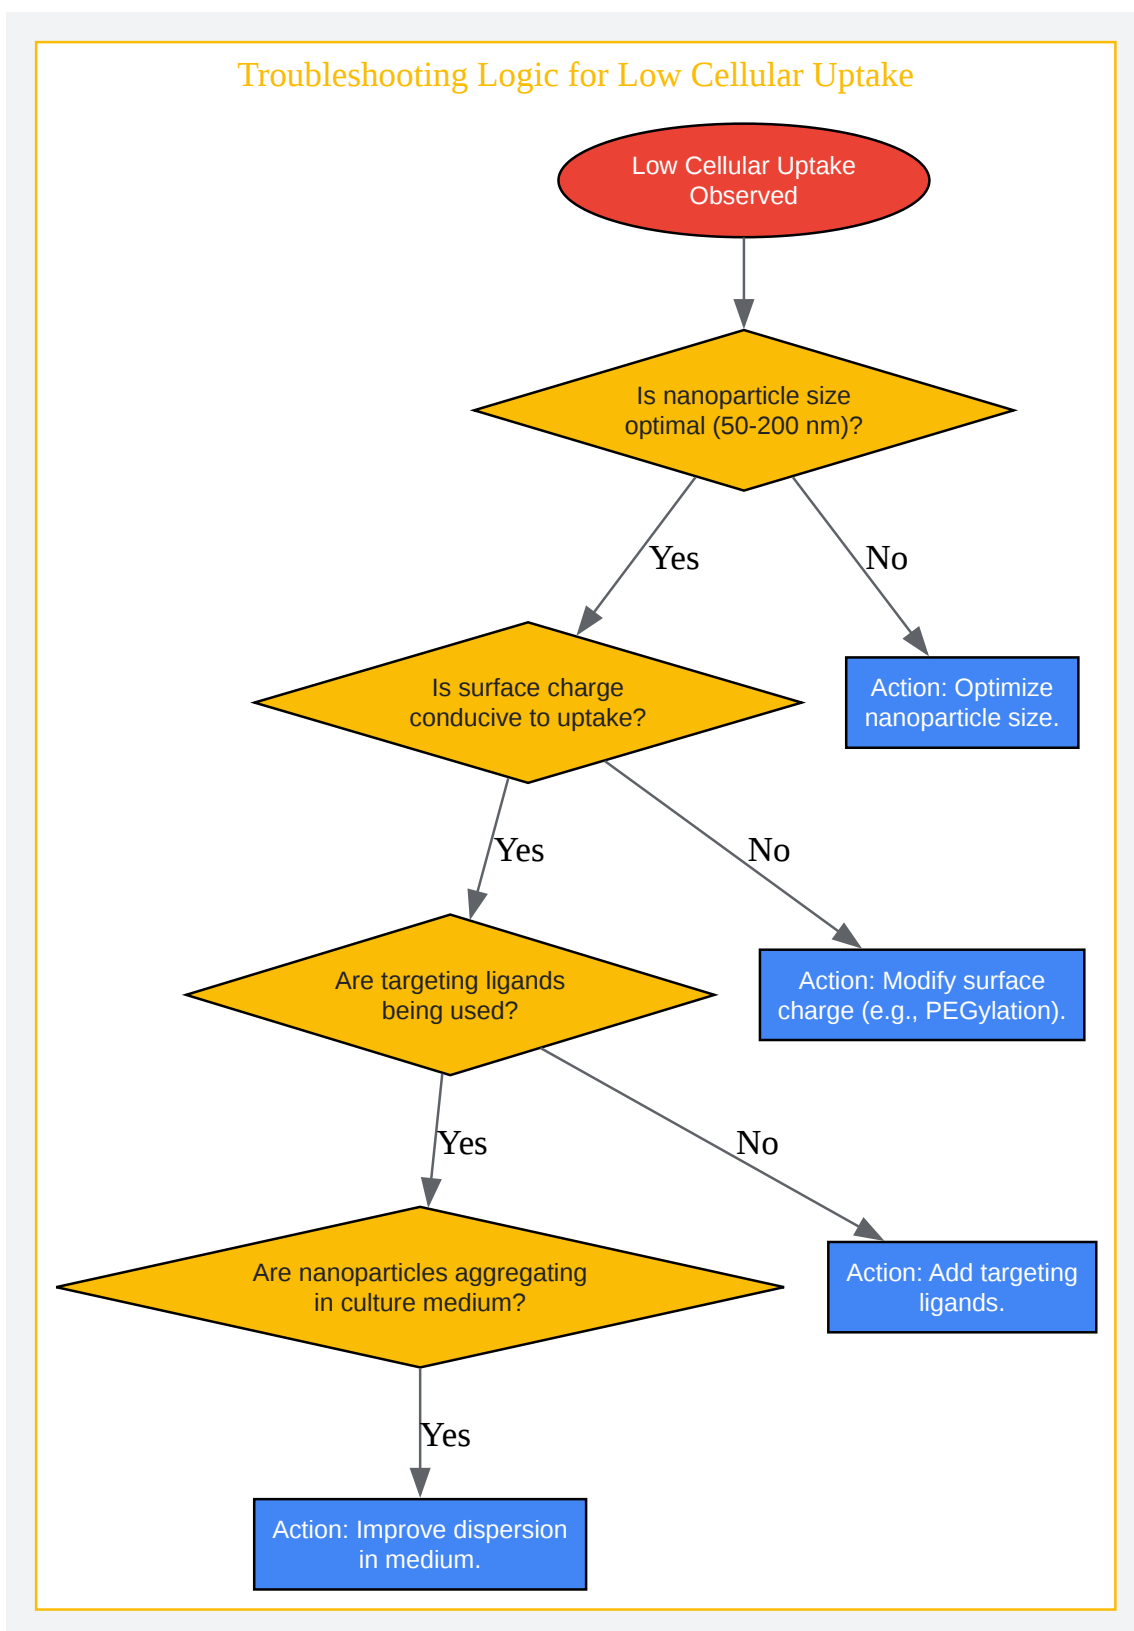 Troubleshooting Logic for Low Cellular Uptake
Low Cellular Uptake
Observed
Is nanoparticle size
optimal (50-200 nm)?
Yes
No
Is surface charge
conducive to uptake?
Action: Optimize
nanoparticle size.
Yes
No
Are targeting ligands
being used?
Action: Modify surface
charge (e.g., PEGylation).
Yes
No
Are nanoparticles aggregating
in culture medium?
Action: Add targeting
ligands.
Yes
Action: Improve dispersion
in medium.